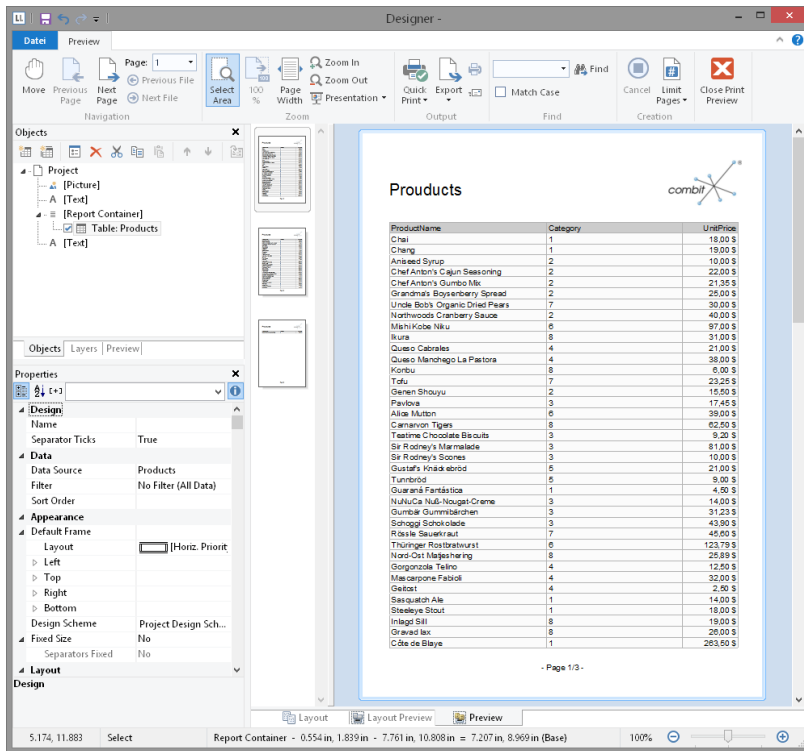 Designer -
Datei Preview
Move
Previous Page
Next Page
Page: 1
Previous File
Next File
Navigation
Select Area
100 %
Page Width
Zoom In
Zoom Out
Presentation
Zoom
Quick Print
Export
Output
Find
Match Case
Find
Cancel
Limit Pages
Creation
Close Print Preview
Objects
Project
[Picture]
A [Text]
[Report Container]
Table: Products
A [Text]
Objects Layers Preview
Properties
Design
Name
Separator Ticks True
Data
Data Source Products
Filter No Filter (All Data)
Sort Order
Appearance
Default Frame
Layout [Horiz. Priorit
Left
Top
Right
Bottom
Design Scheme Project Design Sch...
Fixed Size No
Separators Fixed No
Layout
Design
Prouducts
combit
ProductName Category UnitPrice
Chai 1 18,00 $
Chang 1 19,00 $
Aniseed Syrup 2 10,00 $
Chef Anton's Cajun Seasoning 2 22,00 $
Chef Anton's Gumbo Mix 2 21,35 $
Grandma's Boysenberry Spread 2 25,00 $
Uncle Bob's Organic Dried Pears 7 30,00 $
Northwoods Cranberry Sauce 2 40,00 $
Mishi Kobe Niku 6 97,00 $
Ikura 8 31,00 $
Queso Cabrales 4 21,00 $
Queso Manchego La Pastora 4 38,00 $
Konbu 8 6,00 $
Tofu 7 23,25 $
Genen Shouyu 2 15,50 $
Pavlova 3 17,45 $
Alice Mutton 6 39,00 $
Carnarvon Tigers 8 62,50 $
Teatime Chocolate Biscuits 3 9,20 $
Sir Rodney's Marmalade 3 81,00 $
Sir Rodney's Scones 3 10,00 $
Gustaf's Knäckebröd 5 21,00 $
Tunnbröd 5 9,00 $
Guaraná Fantástica 1 4,50 $
NuNuCa Nuß-Nougat-Creme 3 14,00 $
Gumbär Gummibärchen 3 31,23 $
Schoggi Schokolade 3 43,90 $
Rössle Sauerkraut 7 45,60 $
Thüringer Rostbratwurst 6 123,79 $
Nord-Ost Matjeshering 8 25,89 $
Gorgonzola Telino 4 12,50 $
Mascarpone Fabioli 4 32,00 $
Geitost 4 2,50 $
Sasquatch Ale 1 14,00 $
Steeleye Stout 1 18,00 $
Inlagd Sill 8 19,00 $
Gravad lax 8 26,00 $
Côte de Blaye 1 263,50 $
- Page 1/3 -
Layout Layout Preview Preview
5.174, 11.883 Select Report Container - 0.554 in, 1.839 in - 7.761 in, 10.808 in = 7.207 in, 8.969 in (Base) 100%